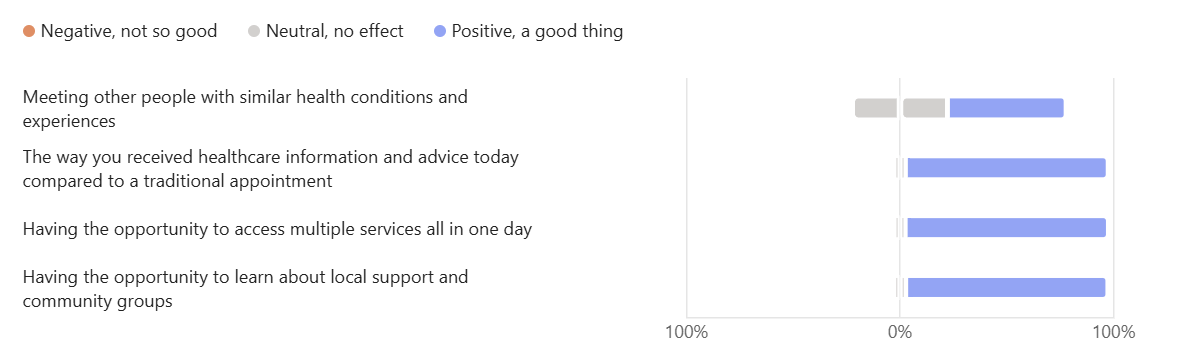 Negative, not so good
Neutral, no effect
Positive, a good thing
Meeting other people with similar health conditions and
experiences
The way you received healthcare information and advice today
compared to a traditional appointment
Having the opportunity to access multiple services all in one day
Having the opportunity to learn about local support and
community groups
100%
0%
100%